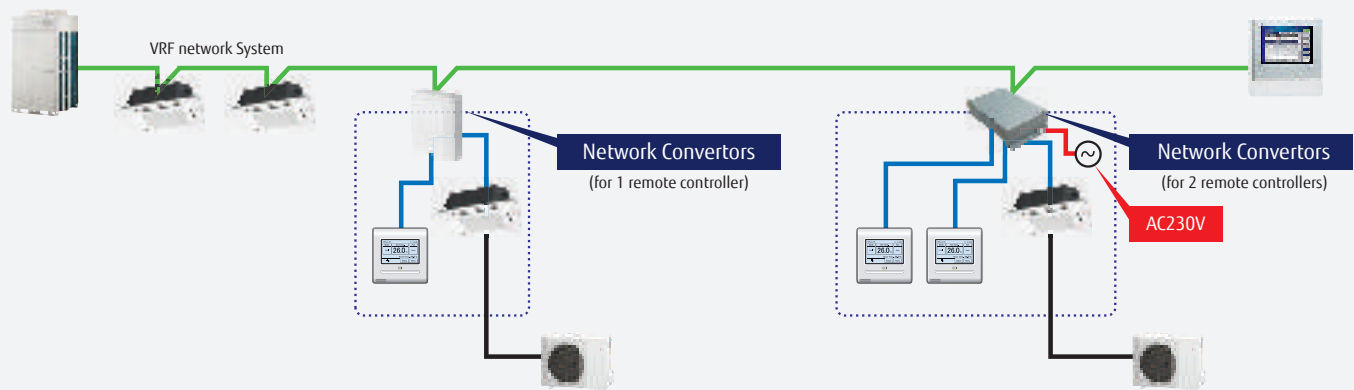 VRF network System
Network Convertors
(for 1 remote controller)
26.0
Network Convertors
(for 2 remote controllers)
AC230V
26.0
26.0